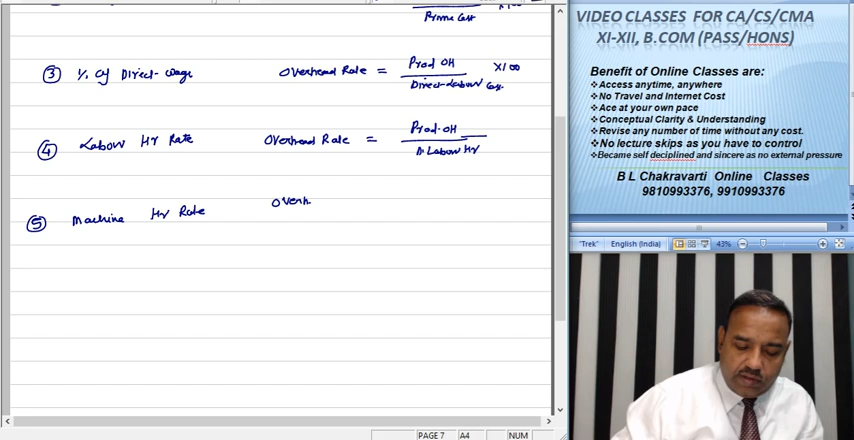 Prime Cost
③ % of Direct-wage Overhead Rate = Prod OH / Direct-Labour Cost X100
④ Labour Hr Rate Overhead Rate = Prod.OH / D. Labour Hr
⑤ Machine Hr Rate Overh.
PAGE 7 A4 NUM
VIDEO CLASSES FOR CA/CS/CMA
XI-XII, B.COM (PASS/HONS)
Benefit of Online Classes are:
❖Access anytime, anywhere
❖No Travel and Internet Cost
❖Ace at your own pace
❖Conceptual Clarity & Understanding
❖Revise any number of time without any cost.
❖No lecture skips as you have to control
❖Became self deciplined and sincere as no external pressure
B L Chakravarti Online Classes
9810993376, 9910993376
"Trek" English (India) 43%